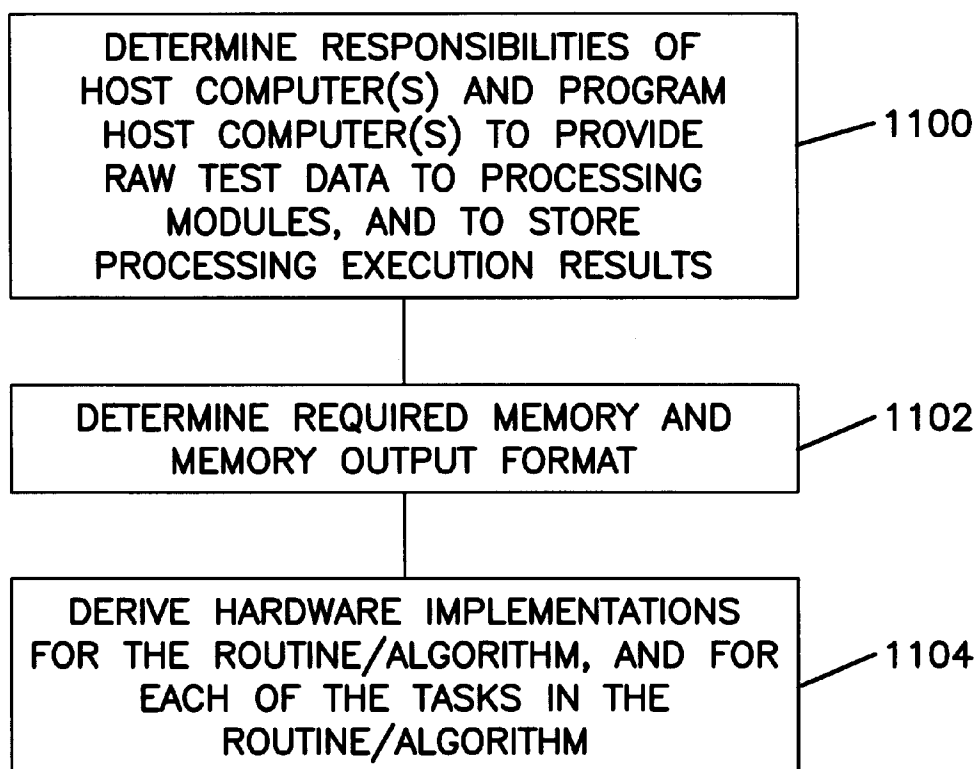 DETERMINE RESPONSIBILITIES OF
HOST COMPUTER(S) AND PROGRAM
HOST COMPUTER(S) TO PROVIDE
RAW TEST DATA TO PROCESSING
MODULES, AND TO STORE
PROCESSING EXECUTION RESULTS
1100
DETERMINE REQUIRED MEMORY AND
MEMORY OUTPUT FORMAT
1102
DERIVE HARDWARE IMPLEMENTATIONS
FOR THE ROUTINE/ALGORITHM, AND FOR
EACH OF THE TASKS IN THE
ROUTINE/ALGORITHM
1104